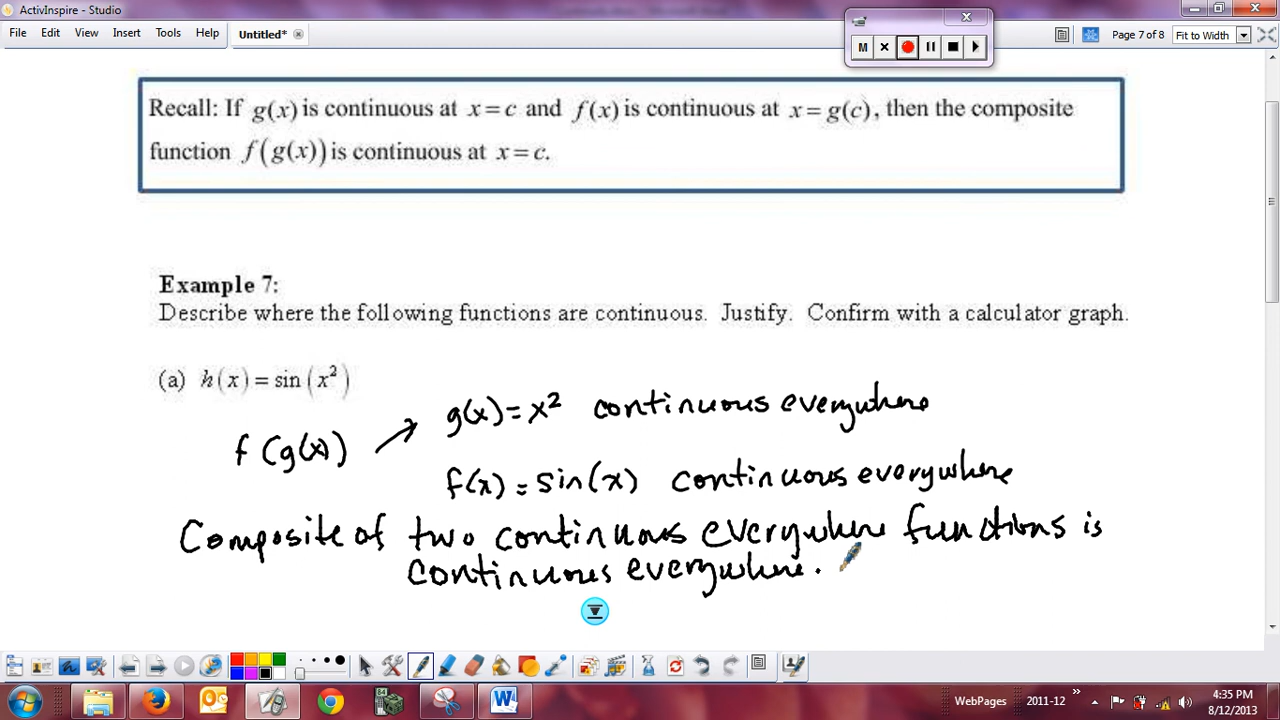 ActivInspire - Studio
File Edit View Insert Tools Help Untitled*
M
Page 7 of 8 Fit to Width
Recall: If g(x) is continuous at x = c and f(x) is continuous at x = g(c), then the composite
function f(g(x)) is continuous at x = c.
Example 7:
Describe where the following functions are continuous. Justify. Confirm with a calculator graph.
(a) h(x) = sin(x²)
g(x) = x² continuous everywhere
f(g(x))
f(x) = sin(x) continuous everywhere
Composite of two continuous everywhere functions is
continuous everywhere.
WebPages 2011-12 »
4:35 PM
8/12/2013